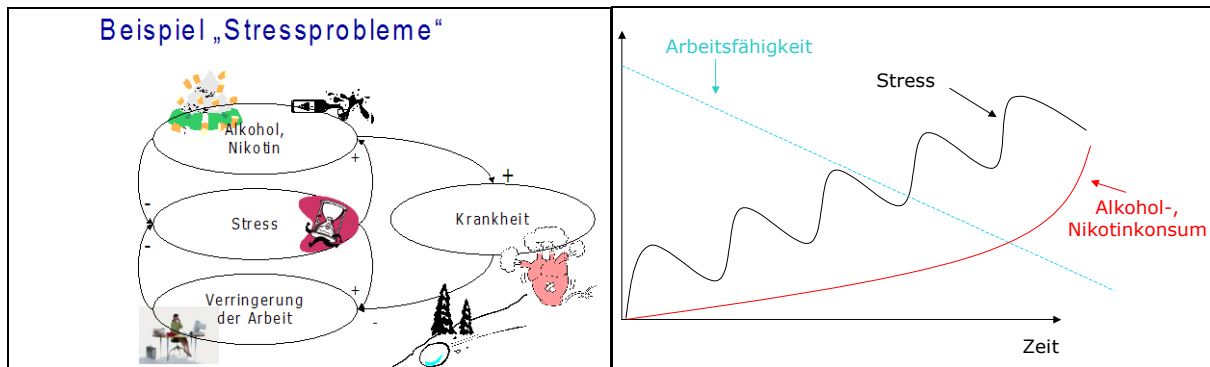 Beispiel „Stressprobleme“
Alkohol,
Nikotin
+
+
-
Stress
Krankheit
-
+
Verringerung
der Arbeit
-
Arbeitsfähigkeit
Stress
Alkohol-,
Nikotinkonsum
Zeit